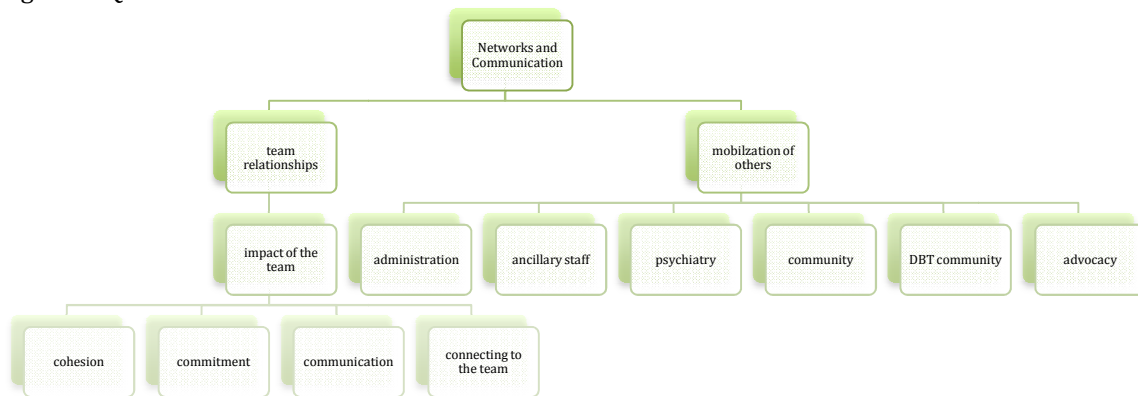 Networks and
Communication
team
relationships
mobilzation of
others
impact of the
team
administration
ancillary staff
psychiatry
community
DBT community
advocacy
cohesion
commitment
communication
connecting to
the team